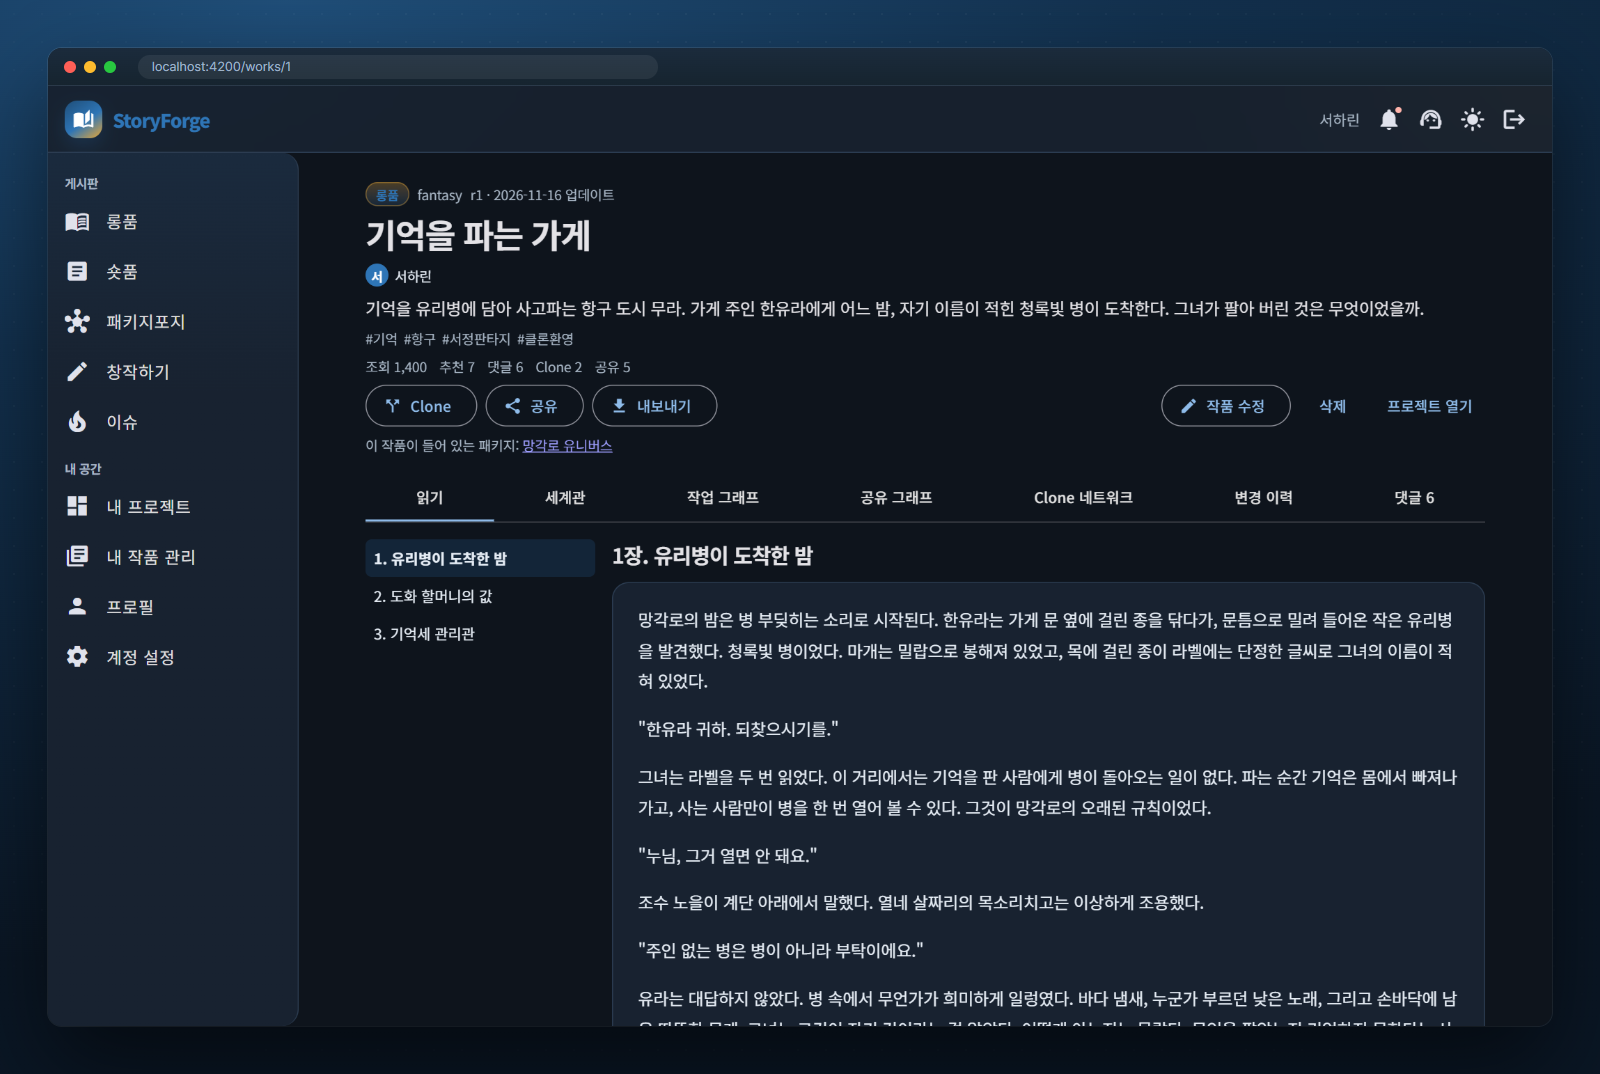 localhost:4200/works/1
StoryForge
서하린
게시판
롱폼
숏폼
패키지포지
창작하기
이슈
내 공간
내 프로젝트
내 작품 관리
프로필
계정 설정
롱폼 fantasy r1 · 2026-11-16 업데이트
기억을 파는 가게
서 서하린
기억을 유리병에 담아 사고파는 항구 도시 무라. 가게 주인 한유라에게 어느 밤, 자기 이름이 적힌 청록빛 병이 도착한다. 그녀가 팔아 버린 것은 무엇이었을까.
#기억 #항구 #서정판타지 #클론환영
조회 1,400 추천 7 댓글 6 Clone 2 공유 5
Clone 공유 내보내기 작품 수정 삭제 프로젝트 열기
이 작품이 들어 있는 패키지: 망각로 유니버스
읽기 세계관 작업 그래프 공유 그래프 Clone 네트워크 변경 이력 댓글 6
1. 유리병이 도착한 밤
2. 도화 할머니의 값
3. 기억세 관리관
1장. 유리병이 도착한 밤
망각로의 밤은 병 부딪히는 소리로 시작된다. 한유라는 가게 문 옆에 걸린 종을 닦다가, 문틈으로 밀려 들어온 작은 유리병
을 발견했다. 청록빛 병이었다. 마개는 밀랍으로 봉해져 있었고, 목에 걸린 종이 라벨에는 단정한 글씨로 그녀의 이름이 적
혀 있었다.
"한유라 귀하. 되찾으시기를."
그녀는 라벨을 두 번 읽었다. 이 거리에서는 기억을 판 사람에게 병이 돌아오는 일이 없다. 파는 순간 기억은 몸에서 빠져나
가고, 사는 사람만이 병을 한 번 열어 볼 수 있다. 그것이 망각로의 오래된 규칙이었다.
"누님, 그거 열면 안 돼요."
조수 노을이 계단 아래에서 말했다. 열네 살짜리의 목소리치고는 이상하게 조용했다.
"주인 없는 병은 병이 아니라 부탁이에요."
유라는 대답하지 않았다. 병 속에서 무언가가 희미하게 일렁였다. 바다 냄새, 누군가 부르던 낮은 노래, 그리고 손바닥에 남